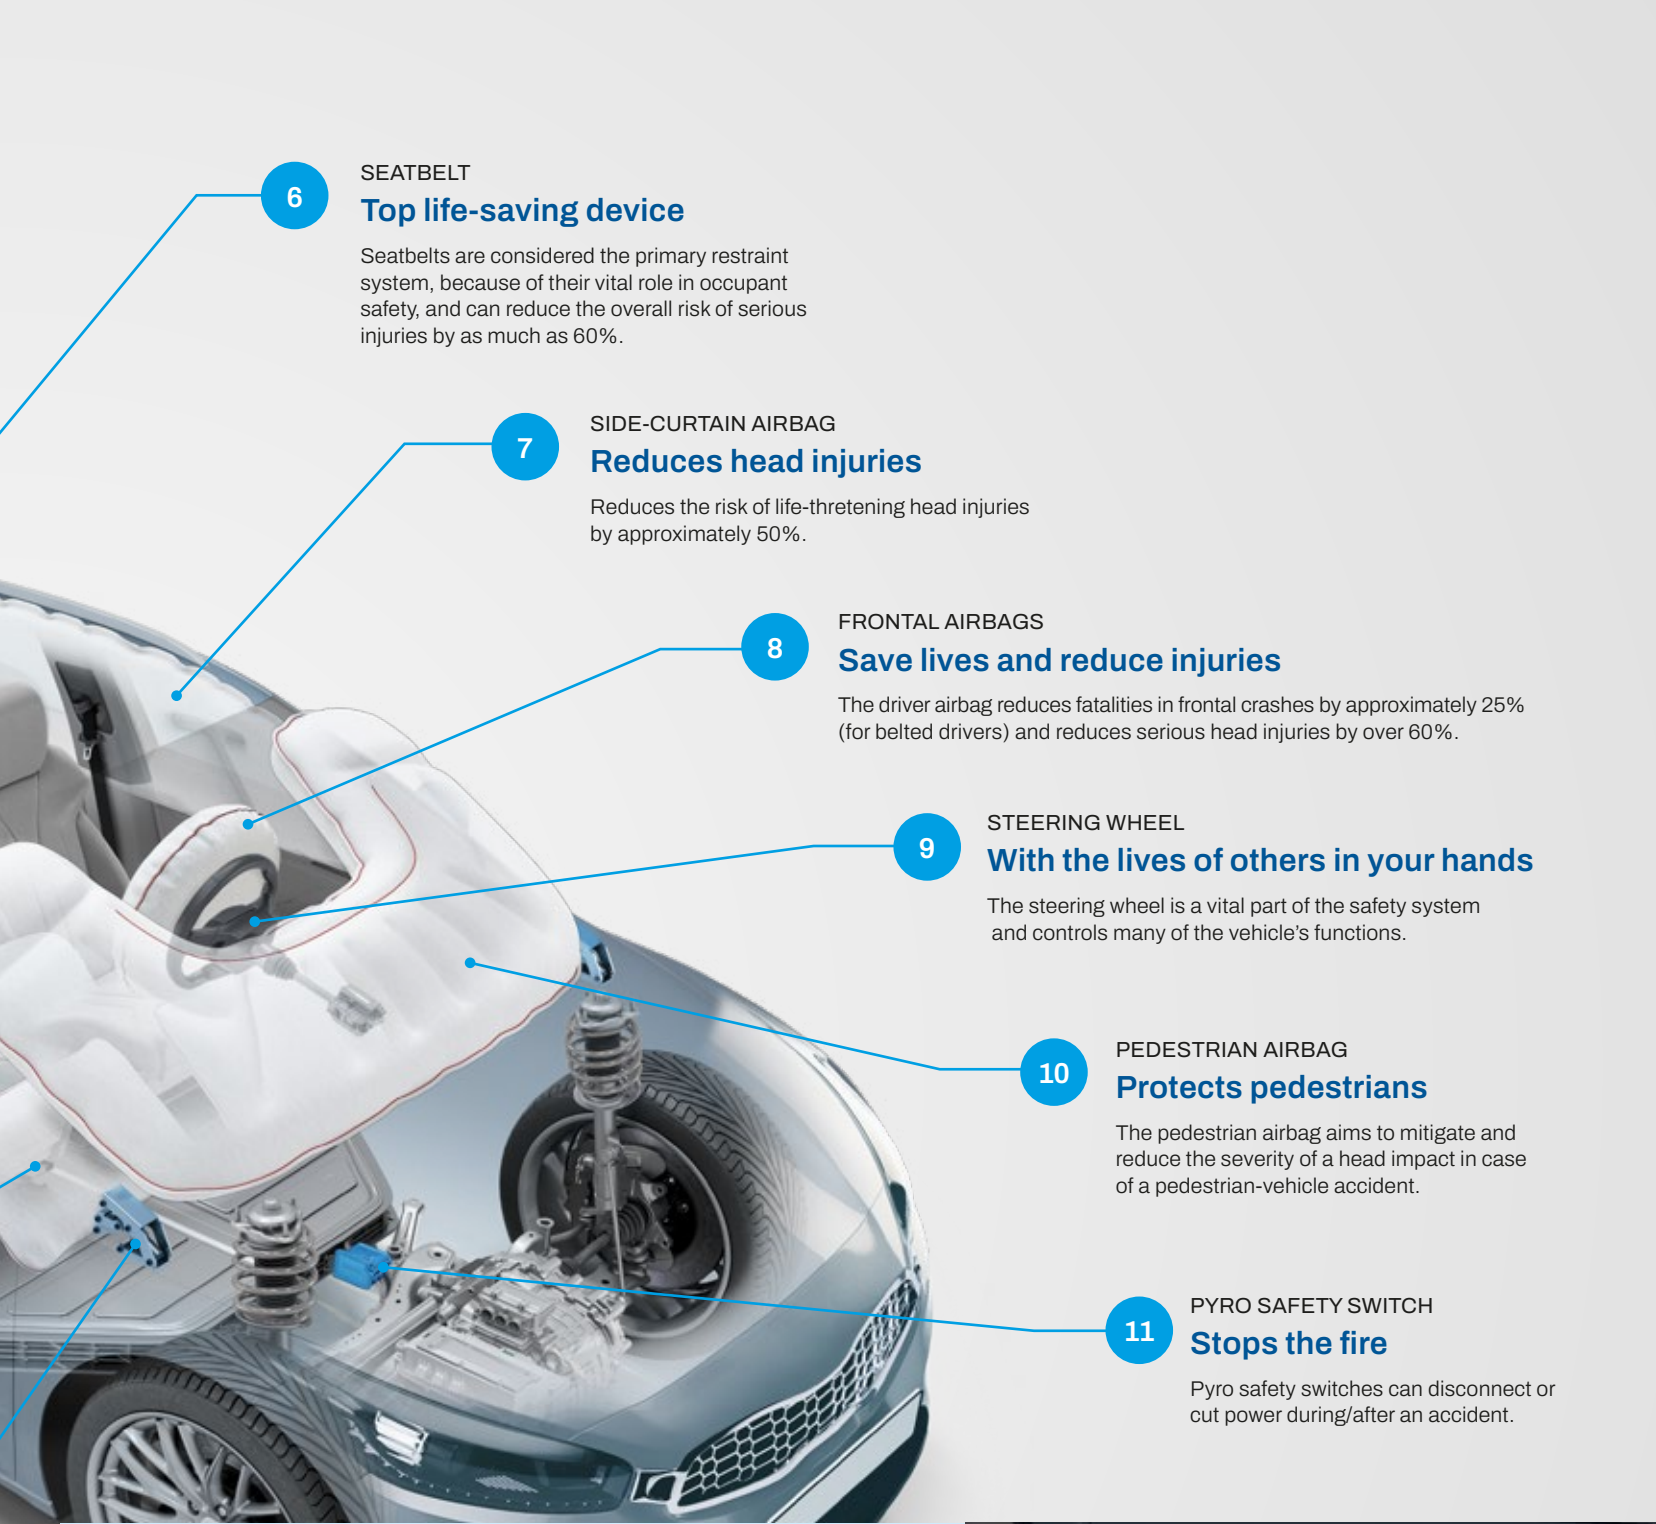 6
SEATBELT
Top life-saving device
Seatbelts are considered the primary restraint
system, because of their vital role in occupant
safety, and can reduce the overall risk of serious
injuries by as much as 60%.
7
SIDE-CURTAIN AIRBAG
Reduces head injuries
Reduces the risk of life-thretening head injuries
by approximately 50%.
8
FRONTAL AIRBAGS
Save lives and reduce injuries
The driver airbag reduces fatalities in frontal crashes by approximately 25%
(for belted drivers) and reduces serious head injuries by over 60%.
9
STEERING WHEEL
With the lives of others in your hands
The steering wheel is a vital part of the safety system
and controls many of the vehicle’s functions.
10
PEDESTRIAN AIRBAG
Protects pedestrians
The pedestrian airbag aims to mitigate and
reduce the severity of a head impact in case
of a pedestrian-vehicle accident.
11
PYRO SAFETY SWITCH
Stops the fire
Pyro safety switches can disconnect or
cut power during/after an accident.